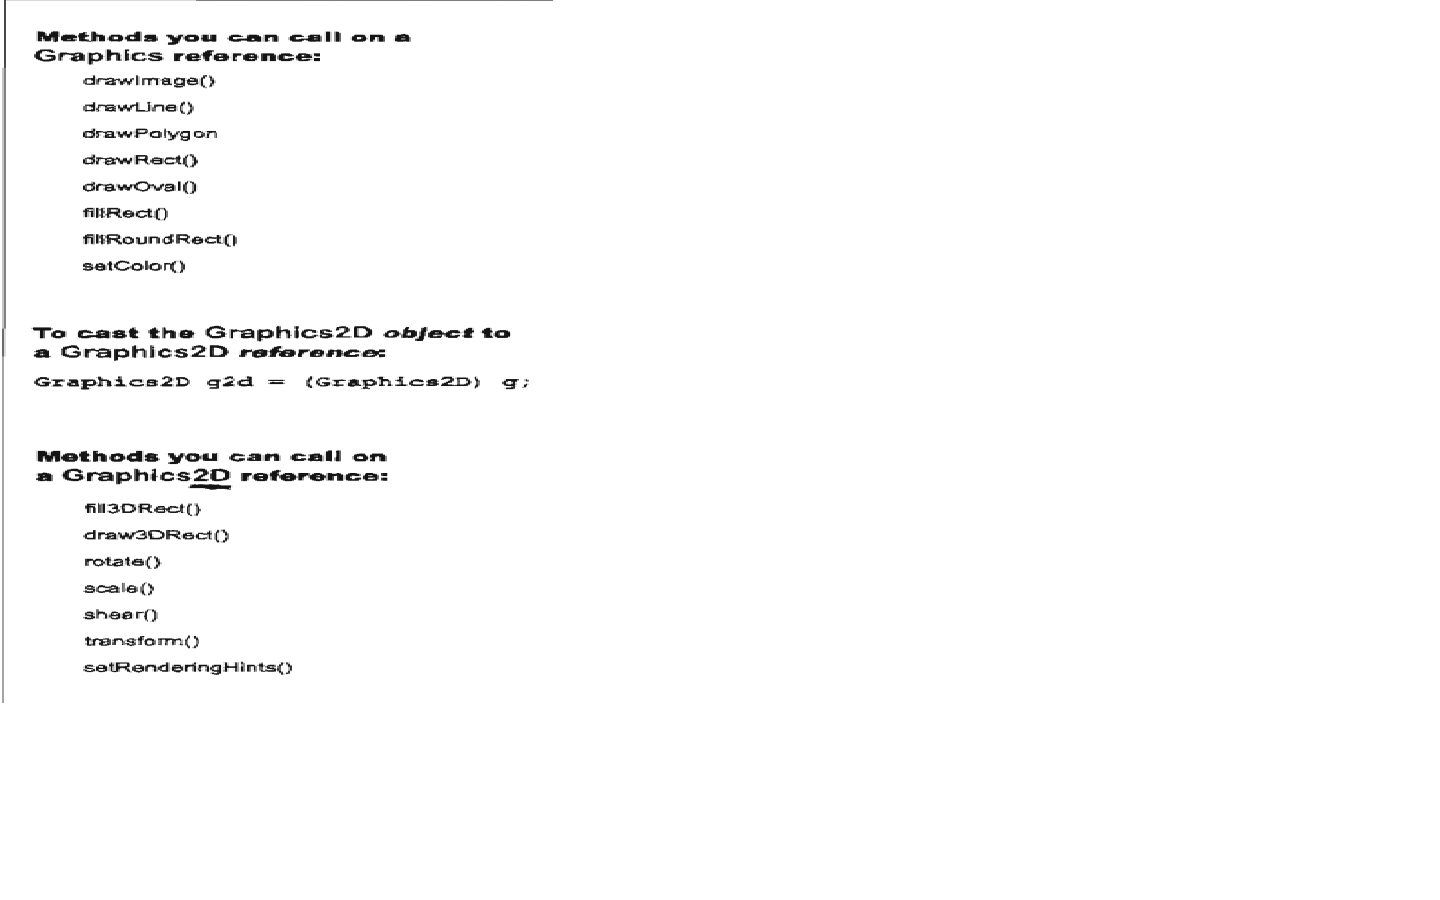 Methods you can call on a
Graphics reference:
drawImage()
drawLine()
drawPolygon
drawRect()
drawOval()
fillRect()
fillRoundRect()
setColor()
To cast the Graphics2D object to
a Graphics2D reference:
Graphics2D g2d = (Graphics2D) g;
Methods you can call on
a Graphics2D reference:
fill3DRect()
draw3DRect()
rotate()
scale()
shear()
transform()
setRenderingHints()